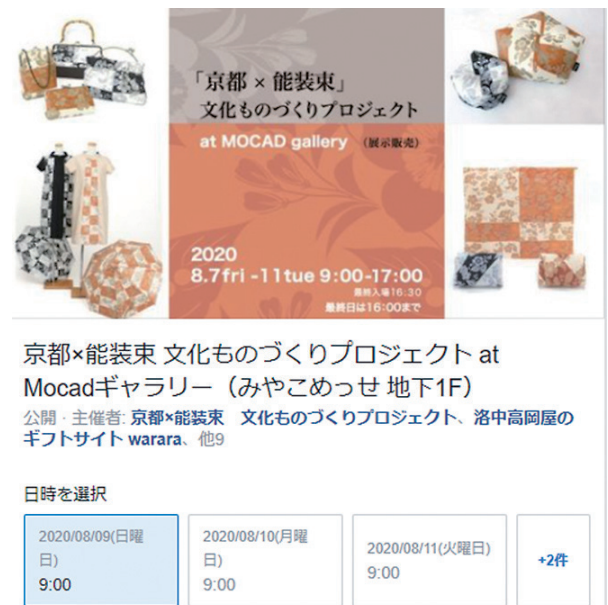 「京都 × 能装束」
文化ものづくりプロジェクト
at MOCAD gallery （展示販売）
2020
8.7fri -11tue 9:00-17:00
最終入場16:30
最終日は16:00まで
京都×能装束 文化ものづくりプロジェクト at
Mocadギャラリー（みやこめっせ 地下1F）
公開 · 主催者: 京都×能装束　文化ものづくりプロジェクト、洛中高岡屋の
ギフトサイト warara、他9
日時を選択
2020/08/09(日曜
日)
9:00
2020/08/10(月曜
日)
9:00
2020/08/11(火曜日)
9:00
+2件